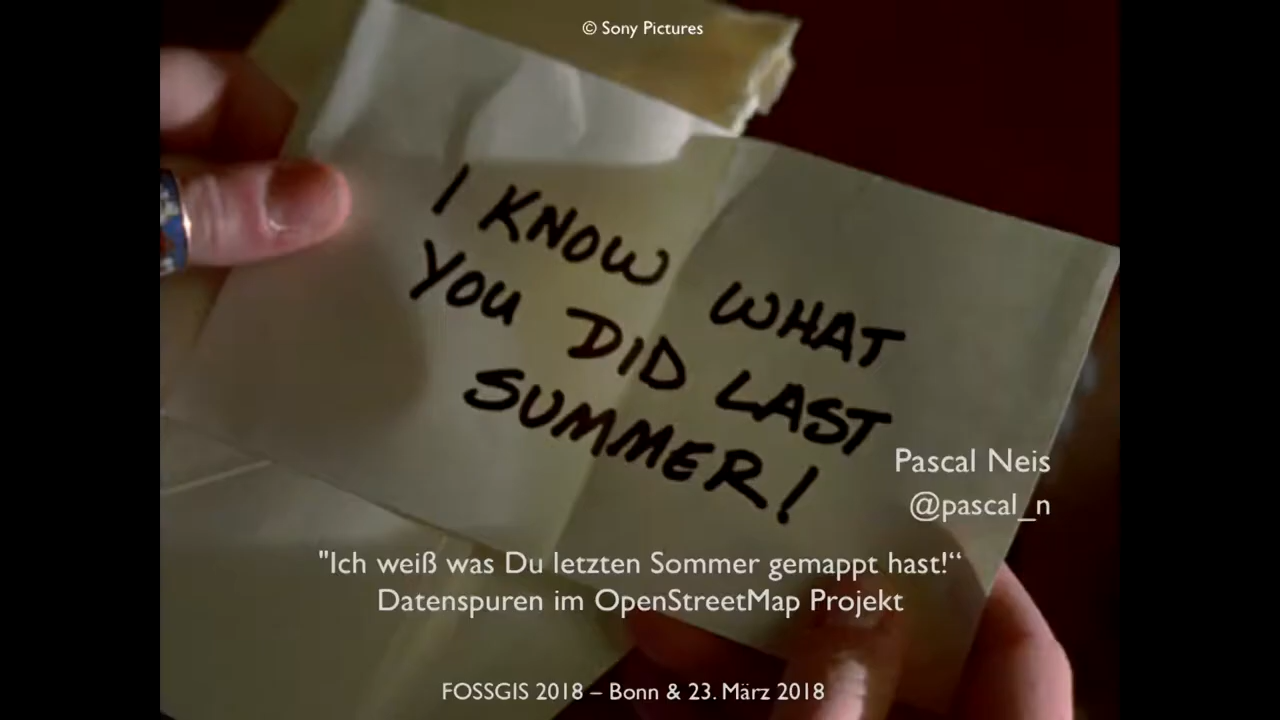 © Sony Pictures
I KNOW WHAT
YOU DID LAST
SUMMER!
Pascal Neis
@pascal_n
"Ich weiß was Du letzten Sommer gemappt hast!“
Datenspuren im OpenStreetMap Projekt
FOSSGIS 2018 – Bonn & 23. März 2018